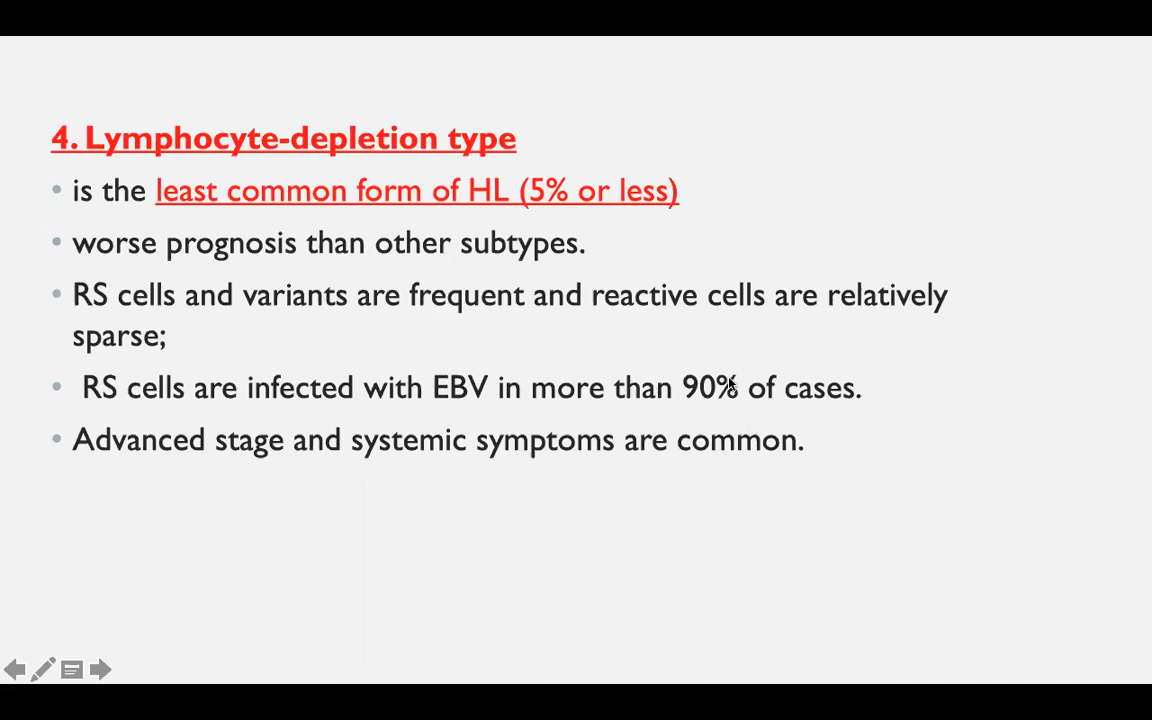 4. Lymphocyte-depletion type
• is the least common form of HL (5% or less)
• worse prognosis than other subtypes.
• RS cells and variants are frequent and reactive cells are relatively
sparse;
• RS cells are infected with EBV in more than 90% of cases.
• Advanced stage and systemic symptoms are common.